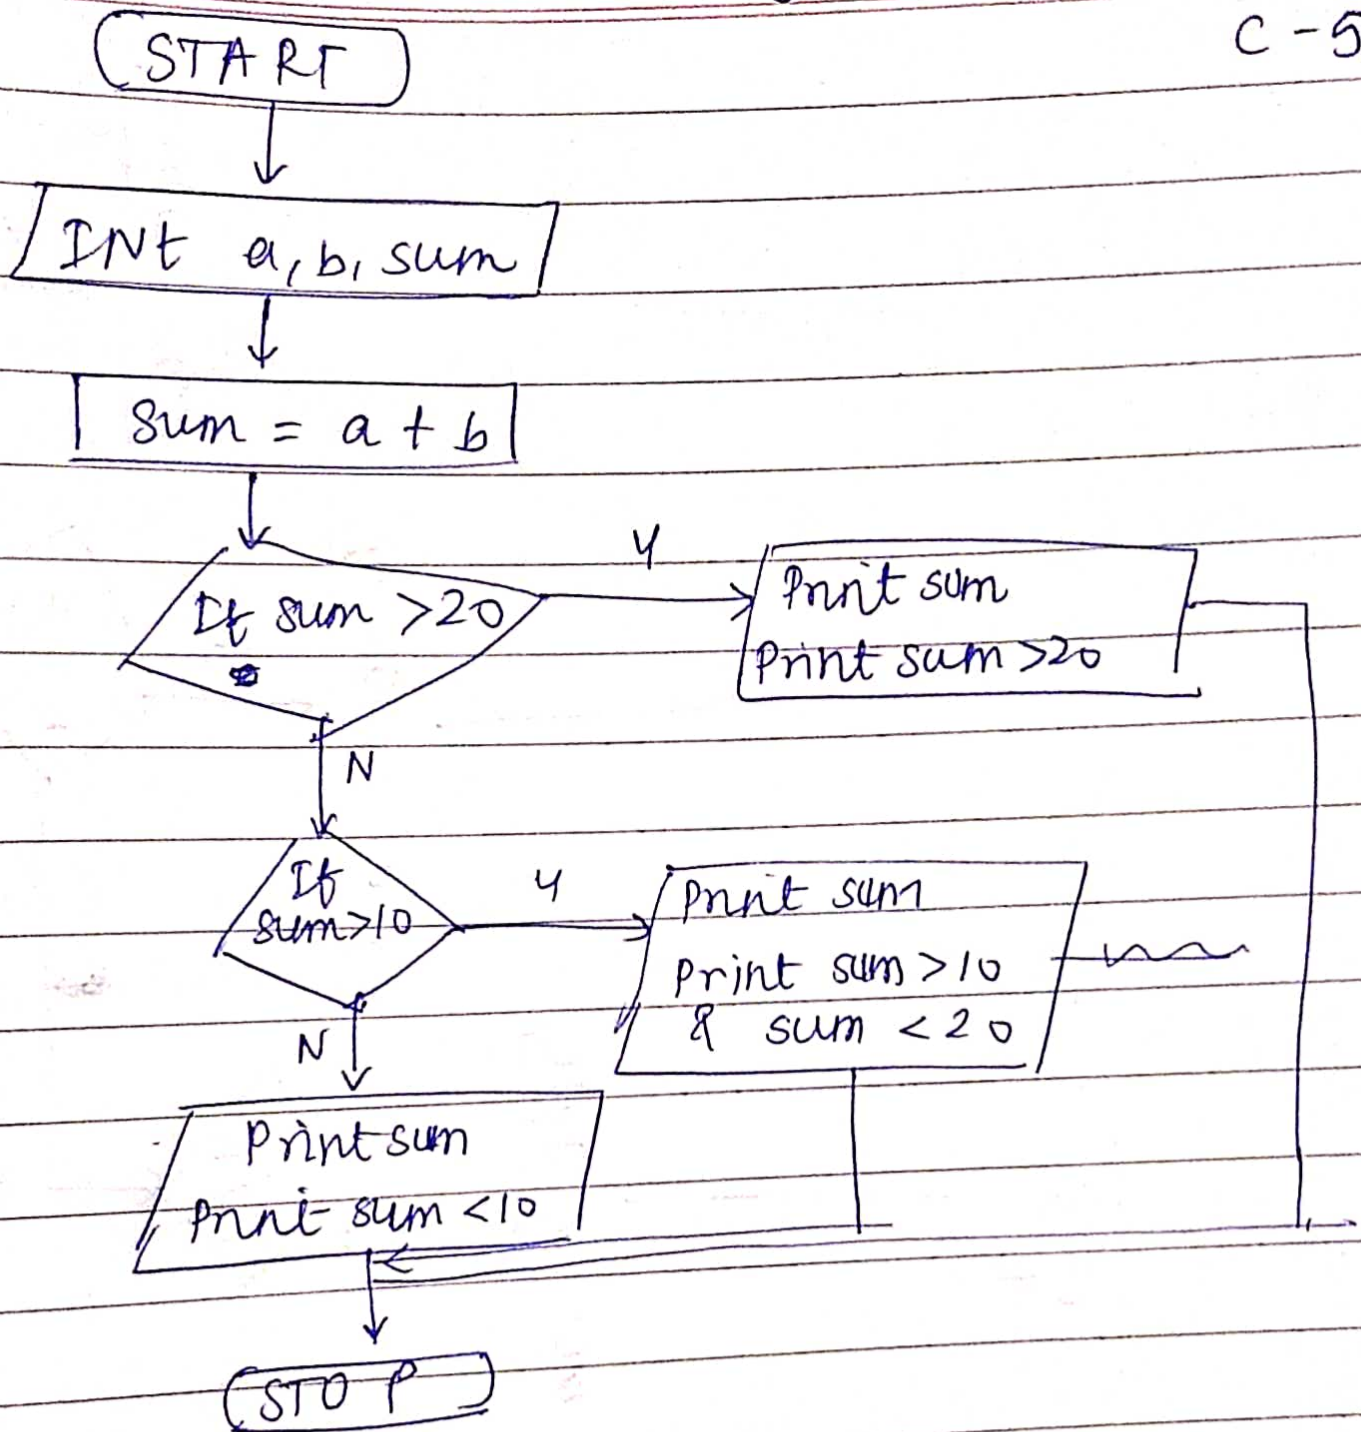 C-5
START
INt a, b, sum
Sum = a + b
If sum >20
Y
Print sum
Print sum >20
N
If
sum>10
Y
Print sum
Print sum >10
& sum <20
N
Print sum
Print sum <10
STOP